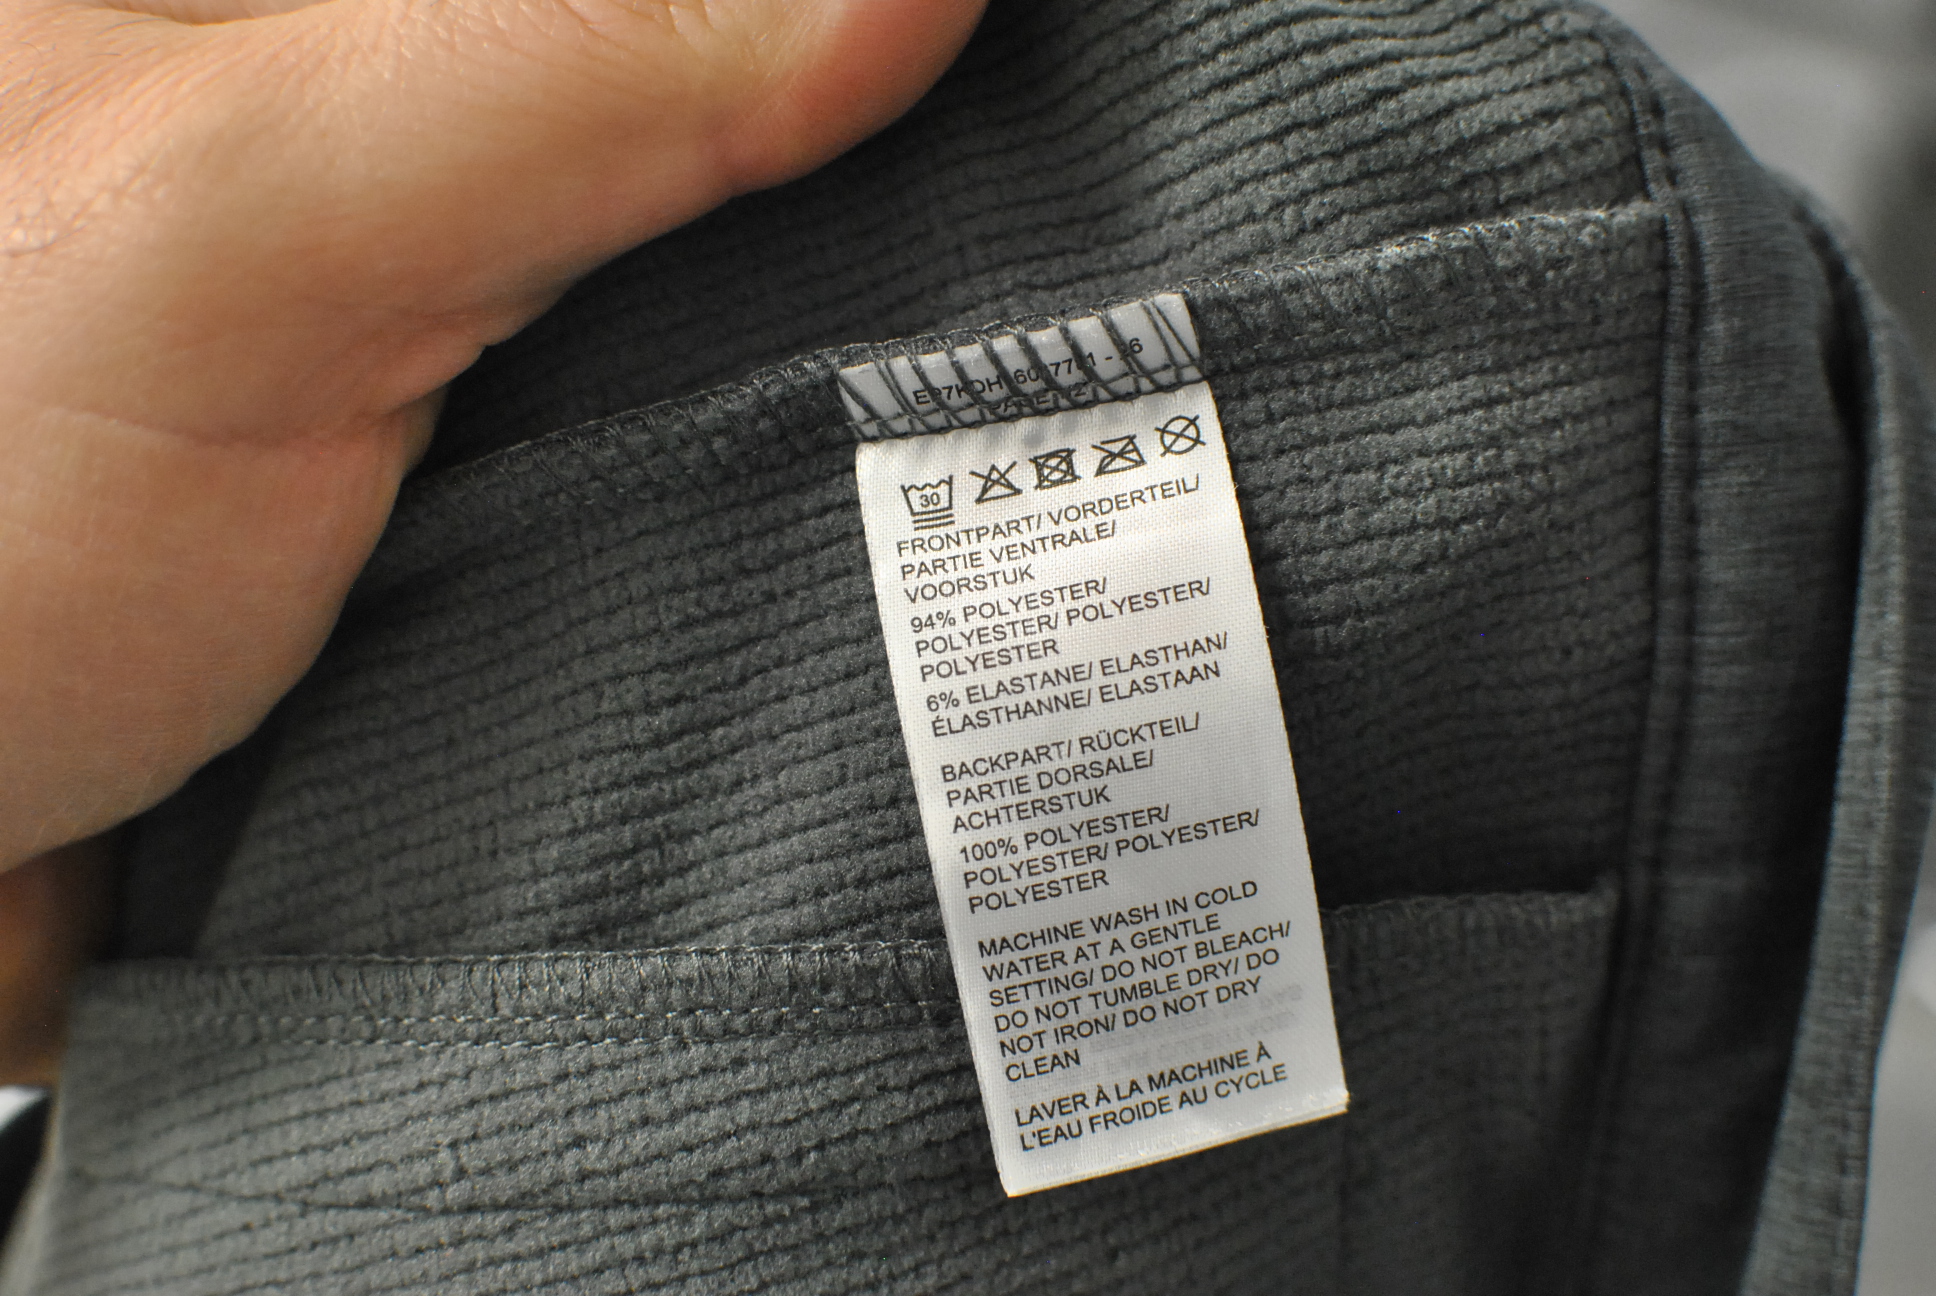 30
FRONTPART/ VORDERTEIL/
PARTIE VENTRALE/
VOORSTUK
94% POLYESTER/
POLYESTER/ POLYESTER/
POLYESTER
6% ELASTANE/ ELASTHAN/
ÉLASTHANNE/ ELASTAAN
BACKPART/ RÜCKTEIL/
PARTIE DORSALE/
ACHTERSTUK
100% POLYESTER/
POLYESTER/ POLYESTER/
POLYESTER
MACHINE WASH IN COLD
WATER AT A GENTLE
SETTING/ DO NOT BLEACH/
DO NOT TUMBLE DRY/ DO
NOT IRON/ DO NOT DRY
CLEAN
LAVER À LA MACHINE À
L'EAU FROIDE AU CYCLE